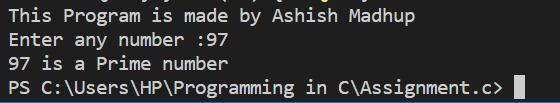 This Program is made by Ashish Madhup
Enter any number :97
97 is a Prime number
PS C:\Users\HP\Programming in C\Assignment.c>